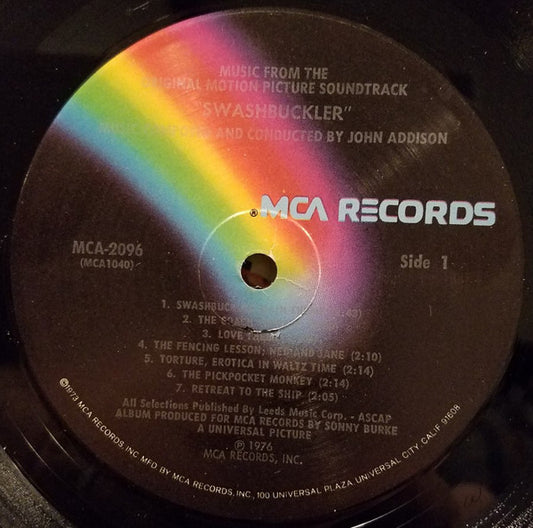 MUSIC FROM THE
ORIGINAL MOTION PICTURE SOUNDTRACK
"SWASHBUCKLER"
AND CONDUCTED BY JOHN ADDISON
® MCA RECORDS
MCA-2096
(MCA1040)
Side 1
1. SWASHBUCK
2. THE
3. LOVE
4. THE FENCING LESSON; NED AND JANE (2:10)
5. TORTURE, EROTICA IN WALTZ TIME (2:14)
6. THE PICKPOCKET MONKEY (2:14)
7. RETREAT TO THE SHIP (2:05)
All Selections Published By Leeds Music Corp. - ASCAP
ALBUM PRODUCED FOR MCA RECORDS BY SONNY BURKE
A UNIVERSAL PICTURE
Ⓟ 1976
MCA RECORDS, INC.
©1973 MCA RECORDS, INC. MFD BY MCA RECORDS, INC., 100 UNIVERSAL PLAZA UNIVERSAL CITY CALIF 91608